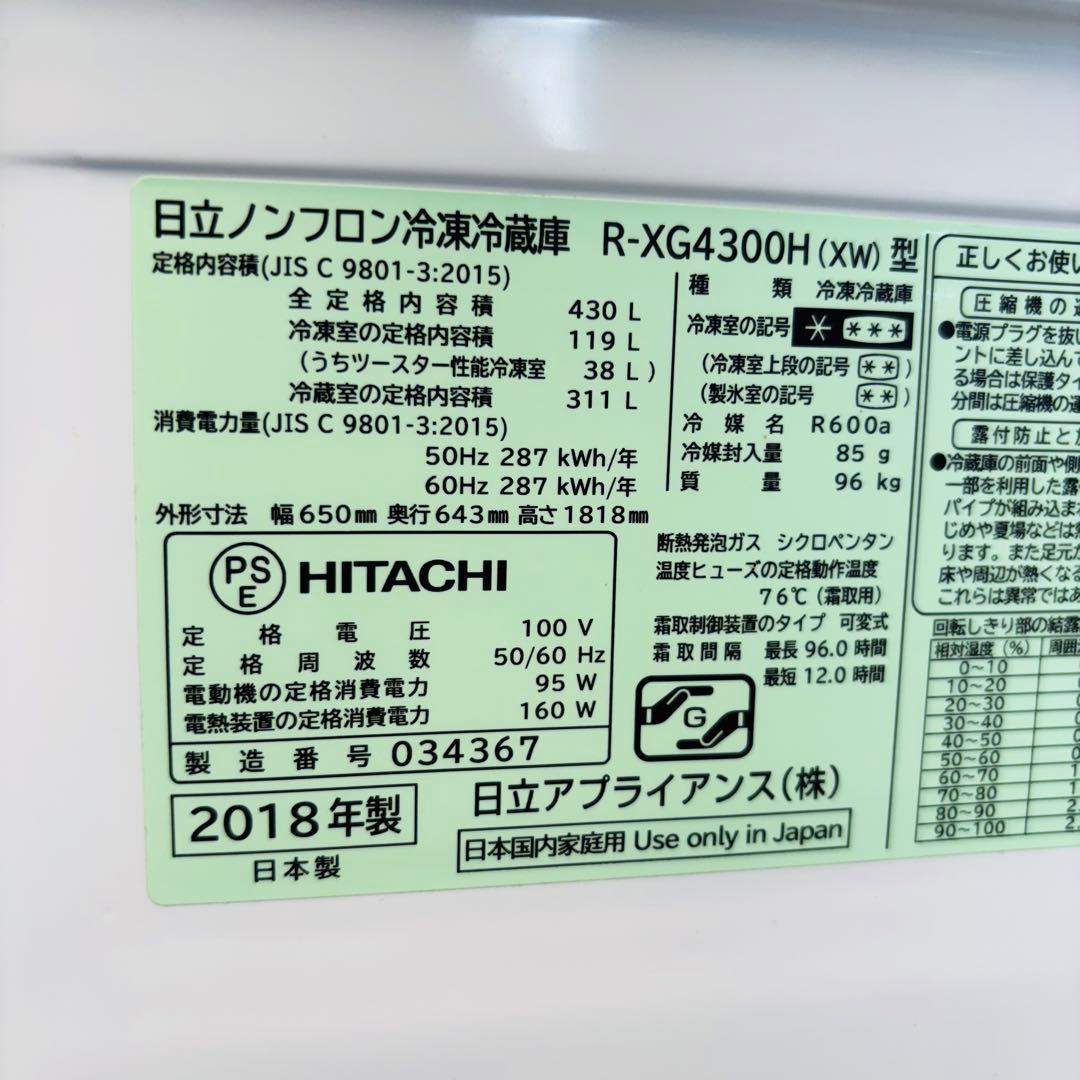 日立ノンフロン冷凍冷蔵庫 R-XG4300H(XW)型
定格内容積(JIS C 9801-3:2015)
全定格内容積 430 L
冷凍室の定格内容積 119 L
(うちツースター性能冷凍室 38 L)
冷蔵室の定格内容積 311 L
消費電力量(JIS C 9801-3:2015)
50Hz 287 kWh/年
60Hz 287 kWh/年
外形寸法 幅650mm 奥行643mm 高さ1818mm
種類 冷凍冷蔵庫
冷凍室の記号 * ***
(冷凍室上段の記号 **)
(製氷室の記号 **)
冷媒名 R600a
冷媒封入量 85 g
質量 96 kg
PSE HITACHI
定格電圧 100 V
定格周波数 50/60 Hz
電動機の定格消費電力 95 W
電熱装置の定格消費電力 160 W
製造番号 034367
2018年製
日本製
断熱発泡ガス シクロペンタン
温度ヒューズの定格動作温度
76℃(霜取用)
霜取制御装置のタイプ 可変式
霜取間隔 最長 96.0時間
最短 12.0時間
G
日立アプライアンス(株)
日本国内家庭用 Use only in Japan
正しくお使い
圧縮機の
●電源プラグを抜
ントに差し込んで
る場合は保護タイ
分間は圧縮機の
露付防止と
●冷蔵庫の前面や側
一部を利用した露
パイプが組み込ま
じめや夏場などは
ります。また足元
床や周辺が熱くなる
これらは異常では
回転しきり部の結露
相対湿度(%) 周囲
0~10
10~20
20~30
30~40
40~50
50~60
60~70
70~80
80~90
90~100